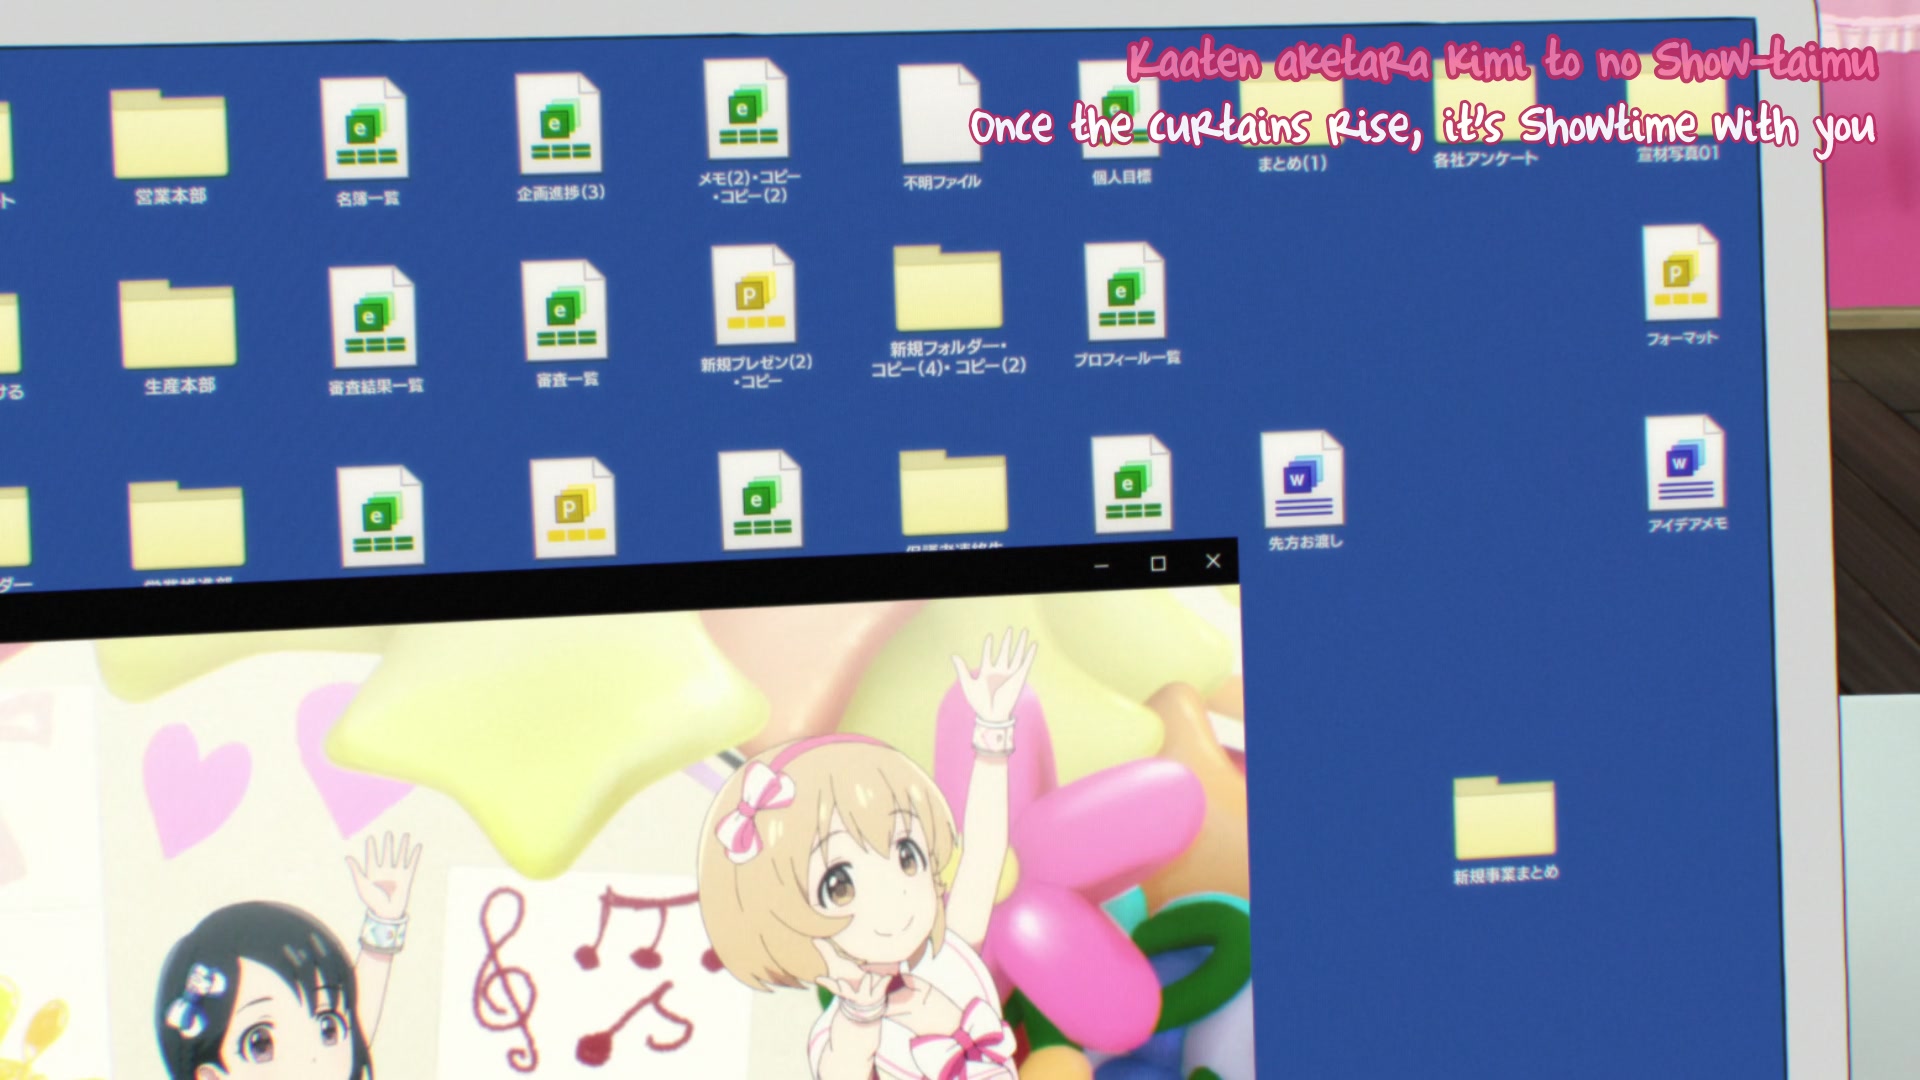 Kaaten aketara kimi to no Show-taimu
Once the curtains rise, it's Showtime with you
ト
営業本部
名簿一覧
企画進捗(3)
メモ(2)・コピー
・コピー(2)
不明ファイル
個人目標
まとめ(1)
各社アンケート
宣材写真01
ける
生産本部
審査結果一覧
審査一覧
新規プレゼン(2)
・コピー
新規フォルダー・
コピー(4)・コピー(2)
プロフィール一覧
フォーマット
ダー
先方お渡し
アイデアメモ
新規事業まとめ